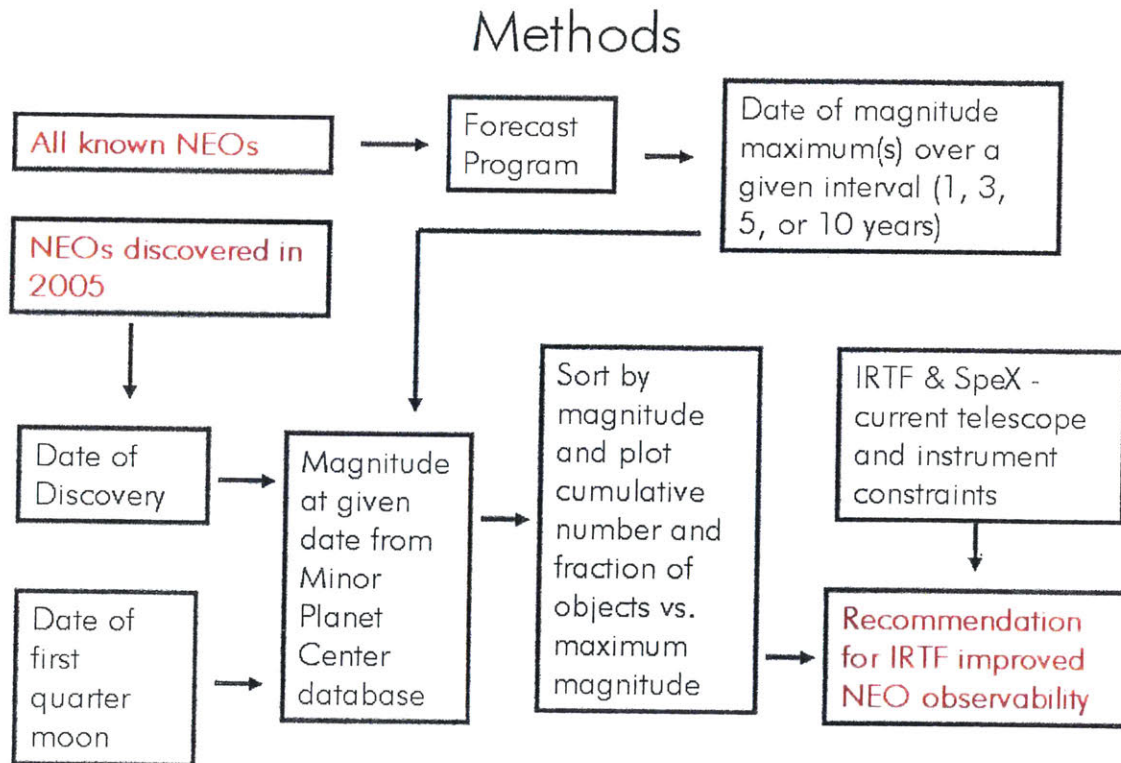 Methods
All known NEOs
Forecast
Program
Date of magnitude
maximum(s) over a
given interval (1, 3,
5, or 10 years)
NEOs discovered in
2005
Date of
Discovery
Magnitude
at given
date from
Minor
Planet
Center
database
Sort by
magnitude
and plot
cumulative
number and
fraction of
objects vs.
maximum
magnitude
IRTF & SpeX -
current telescope
and instrument
constraints
Date of
first
quarter
moon
Recommendation
for IRTF improved
NEO observability